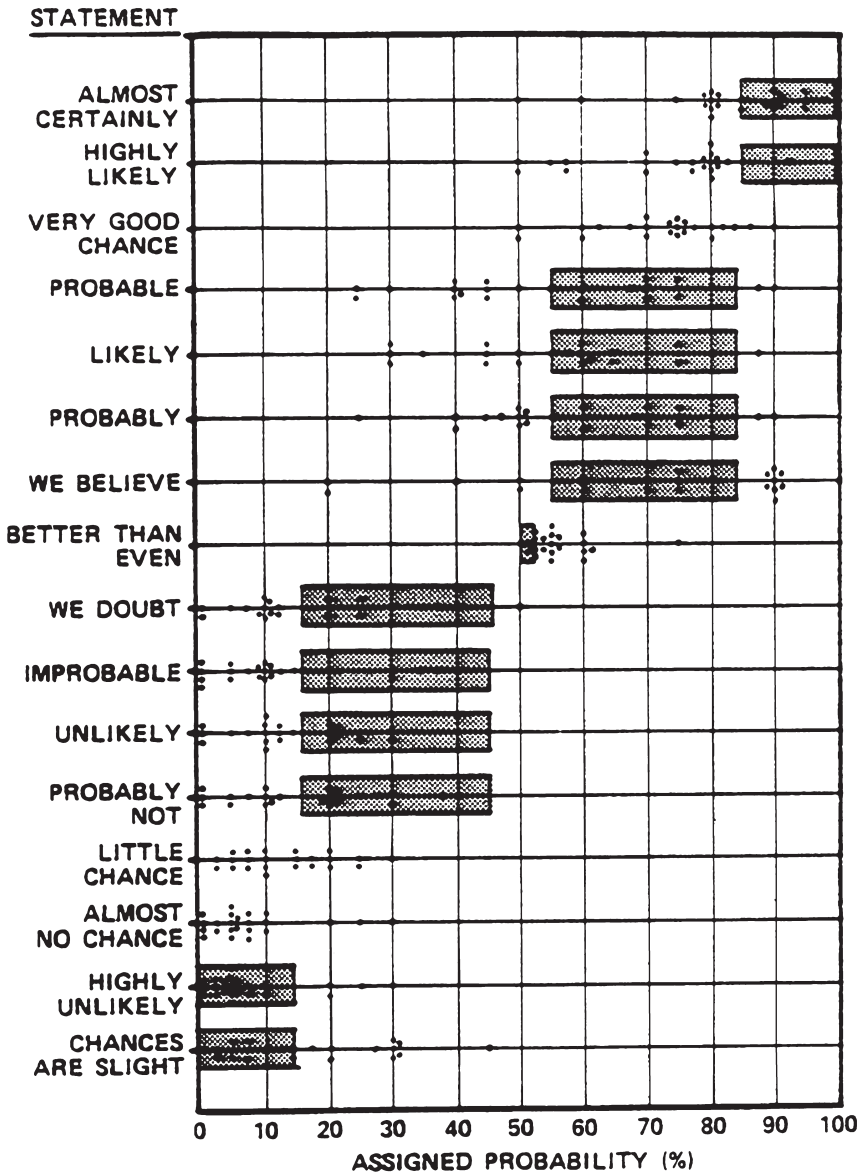 STATEMENT
ALMOST
CERTAINLY
HIGHLY
LIKELY
VERY GOOD
CHANCE
PROBABLE
LIKELY
PROBABLY
WE BELIEVE
BETTER THAN
EVEN
WE DOUBT
IMPROBABLE
UNLIKELY
PROBABLY
NOT
LITTLE
CHANCE
ALMOST
NO CHANCE
HIGHLY
UNLIKELY
CHANCES
ARE SLIGHT
0 10 20 30 40 50 60 70 80 90 100
ASSIGNED PROBABILITY (%)